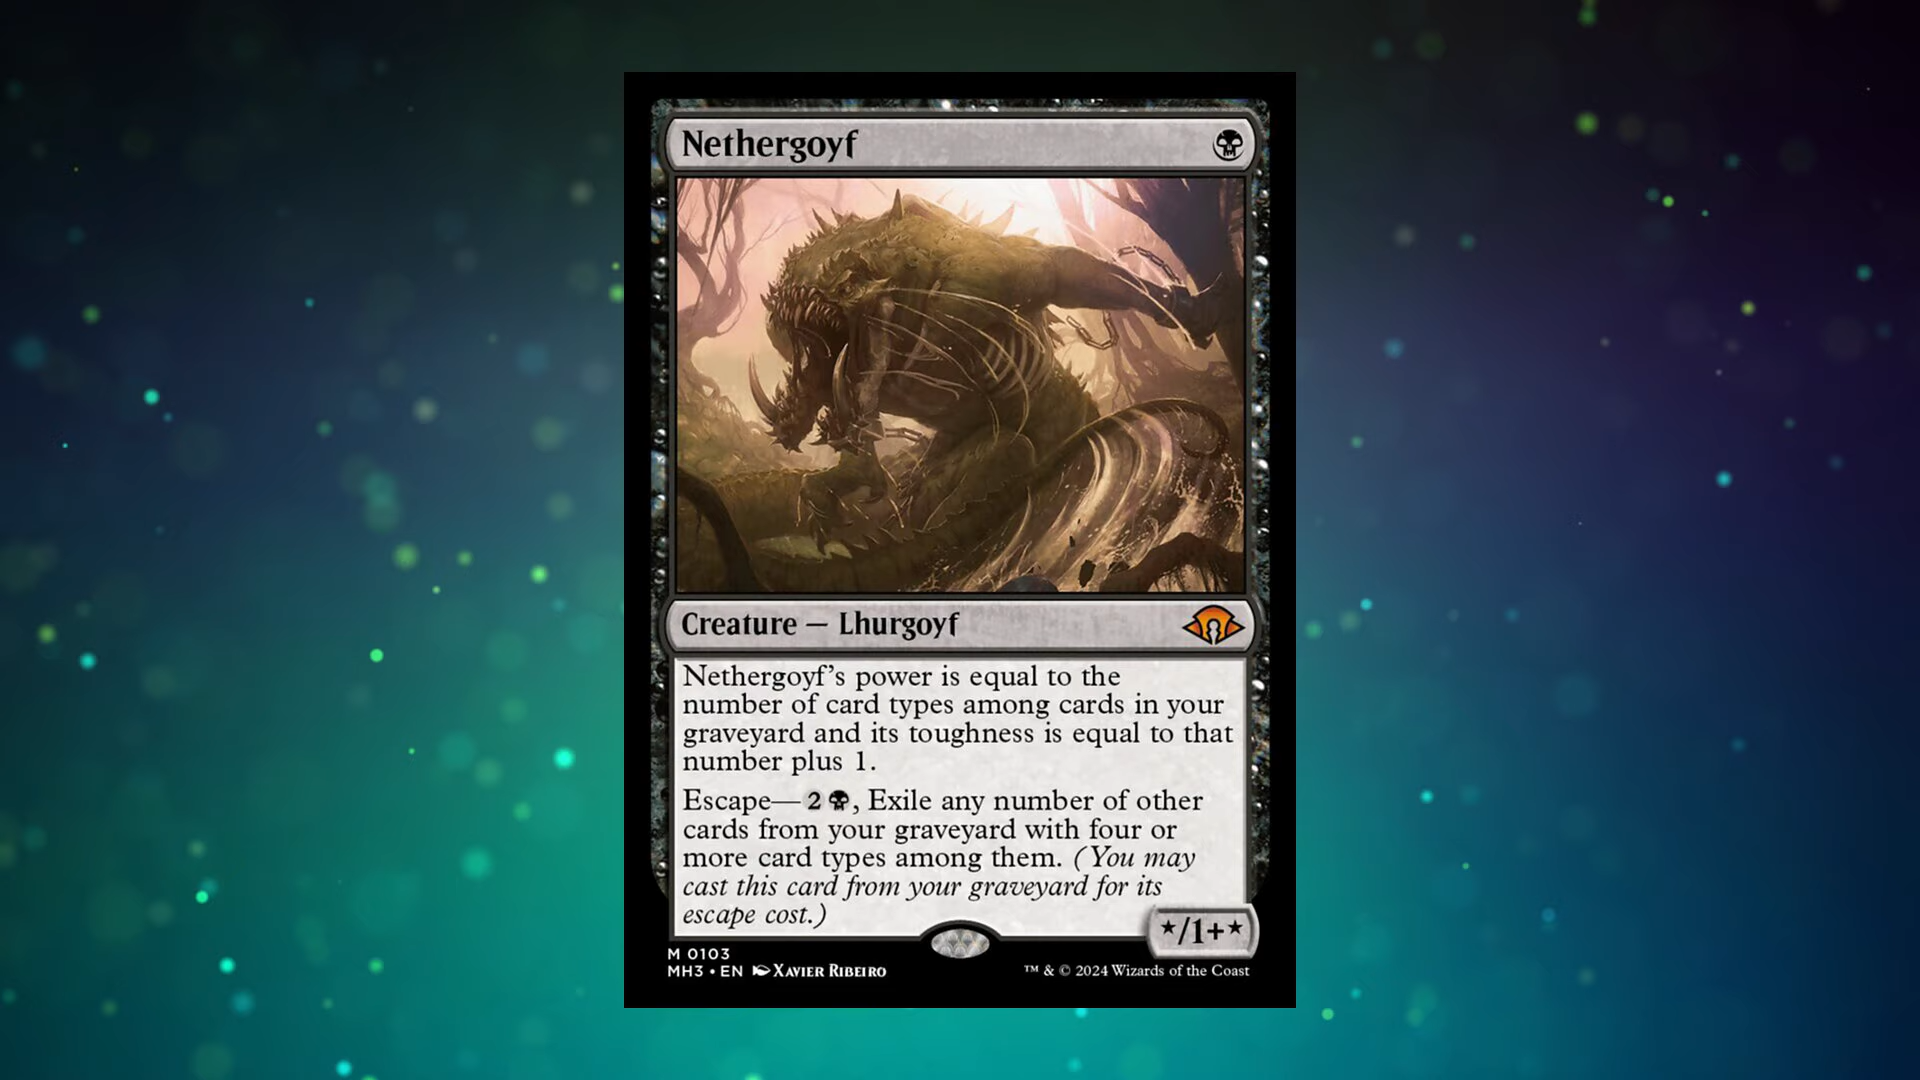 Nethergoyf
Creature — Lhurgoyf
Nethergoyf's power is equal to the
number of card types among cards in your
graveyard and its toughness is equal to that
number plus 1.
Escape—2, Exile any number of other
cards from your graveyard with four or
more card types among them. (You may
cast this card from your graveyard for its
escape cost.)
★/1+★
M 0103
MH3 • EN XAVIER RIBEIRO
™ & © 2024 Wizards of the Coast